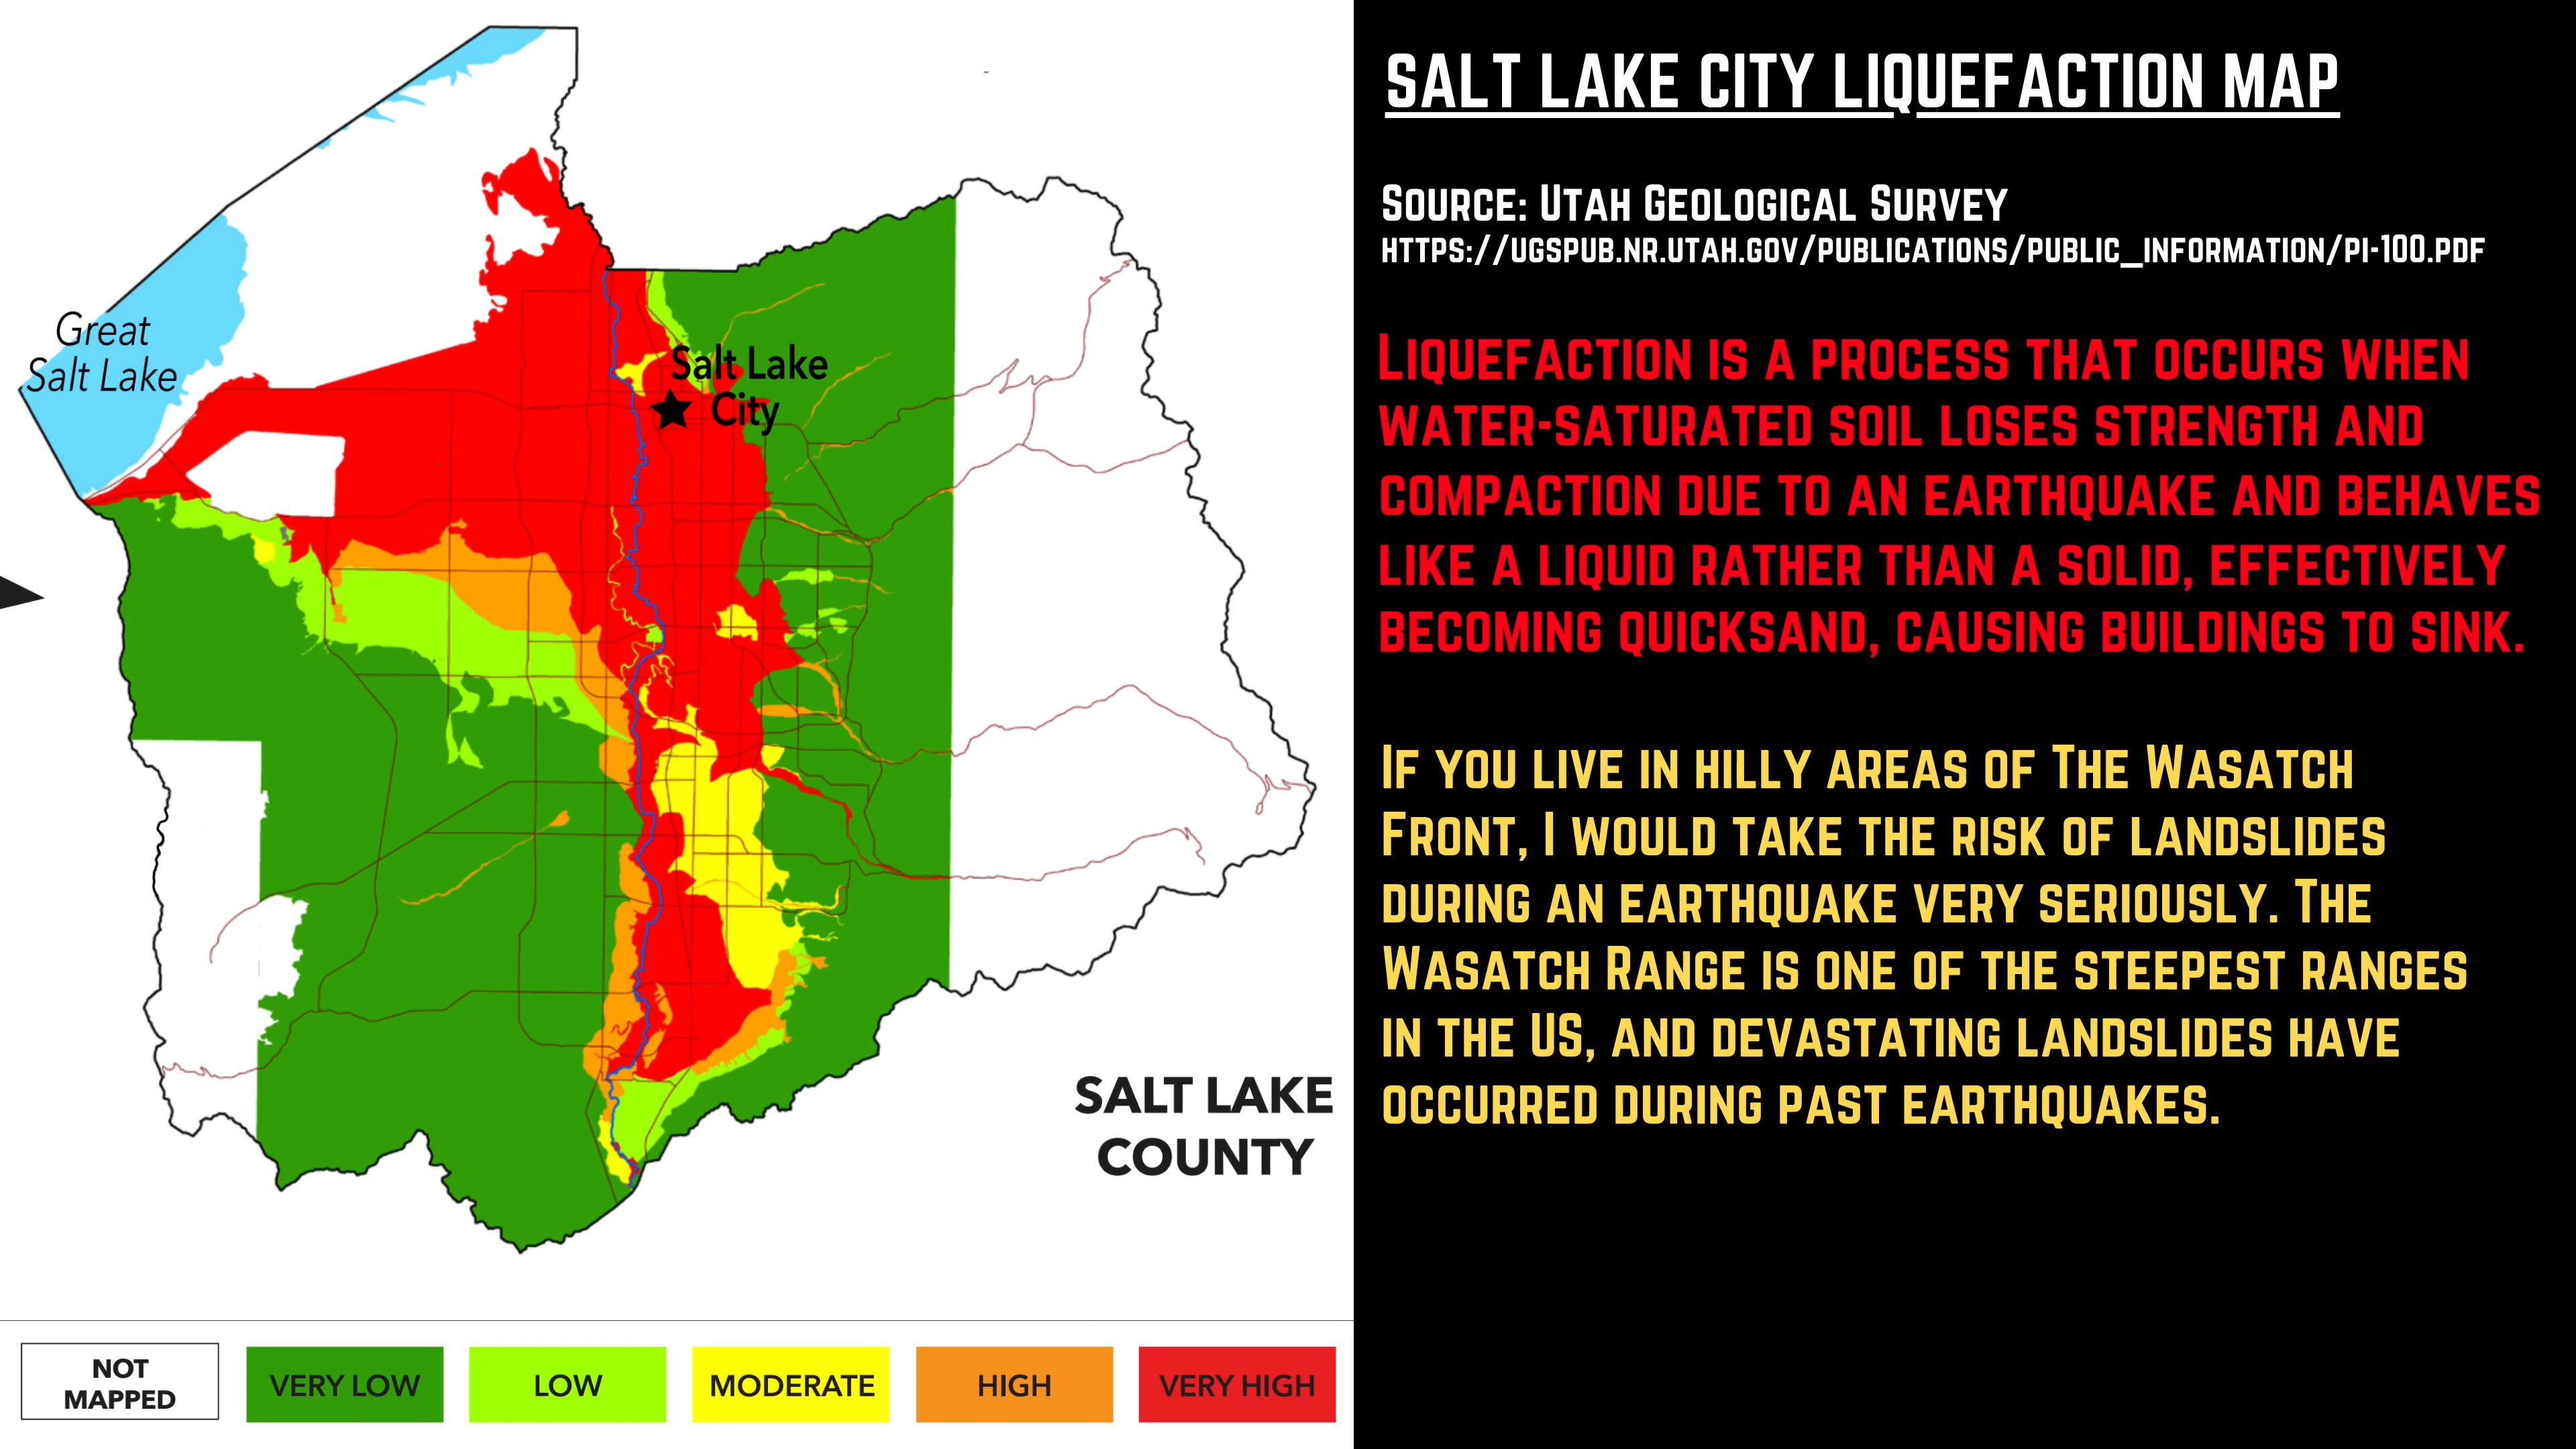 Great
Salt Lake
Salt Lake
City
SALT LAKE
COUNTY
NOT
MAPPED
VERY LOW
LOW
MODERATE
HIGH
VERY HIGH
SALT LAKE CITY LIQUEFACTION MAP
SOURCE: UTAH GEOLOGICAL SURVEY
HTTPS://UGSPUB.NR.UTAH.GOV/PUBLICATIONS/PUBLIC_INFORMATION/PI-100.PDF
LIQUEFACTION IS A PROCESS THAT OCCURS WHEN
WATER-SATURATED SOIL LOSES STRENGTH AND
COMPACTION DUE TO AN EARTHQUAKE AND BEHAVES
LIKE A LIQUID RATHER THAN A SOLID, EFFECTIVELY
BECOMING QUICKSAND, CAUSING BUILDINGS TO SINK.
IF YOU LIVE IN HILLY AREAS OF THE WASATCH
FRONT, I WOULD TAKE THE RISK OF LANDSLIDES
DURING AN EARTHQUAKE VERY SERIOUSLY. THE
WASATCH RANGE IS ONE OF THE STEEPEST RANGES
IN THE US, AND DEVASTATING LANDSLIDES HAVE
OCCURRED DURING PAST EARTHQUAKES.